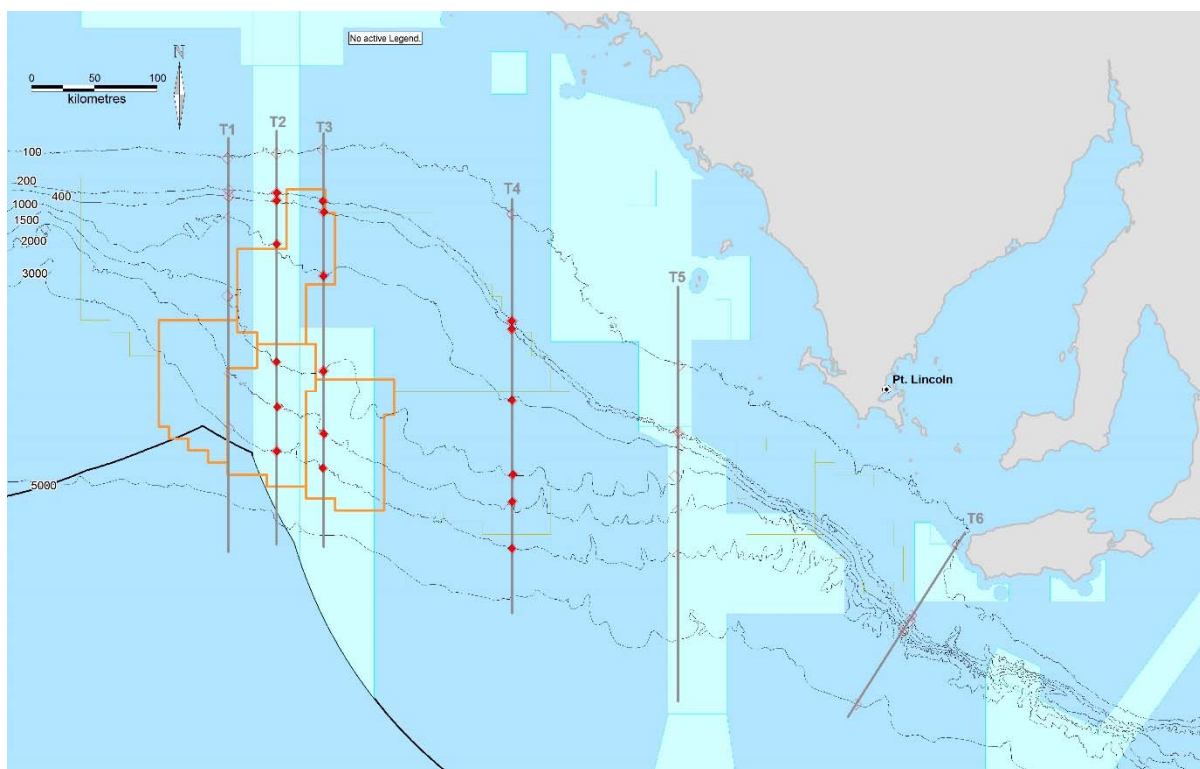 No active Legend.
N
0 50 100
kilometres
T1
T2
T3
100
200
400
1000
1500
2000
3000
T4
T5
Pt. Lincoln
5000
T6